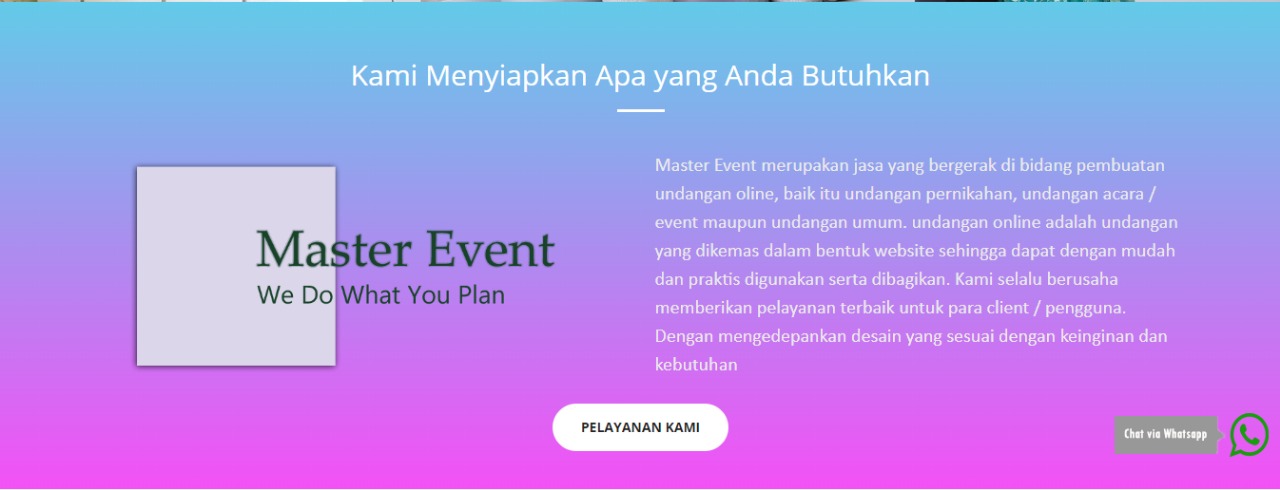 Kami Menyiapkan Apa yang Anda Butuhkan
Master Event
We Do What You Plan
Master Event merupakan jasa yang bergerak di bidang pembuatan
undangan oline, baik itu undangan pernikahan, undangan acara /
event maupun undangan umum. undangan online adalah undangan
yang dikemas dalam bentuk website sehingga dapat dengan mudah
dan praktis digunakan serta dibagikan. Kami selalu berusaha
memberikan pelayanan terbaik untuk para client / pengguna.
Dengan mengedepankan desain yang sesuai dengan keinginan dan
kebutuhan
PELAYANAN KAMI
Chat via Whatsapp